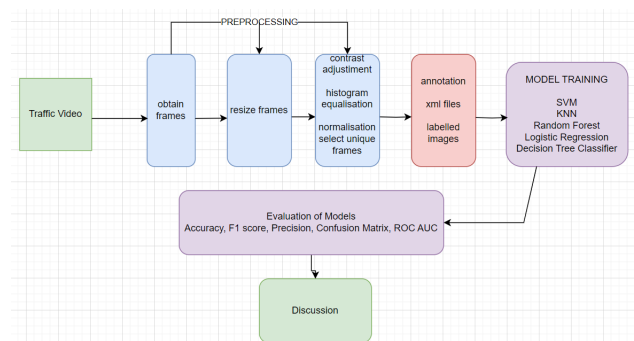 PREPROCESSING
Traffic Video
obtain
frames
resize frames
contrast
adjustment
histogram
equalisation
normalisation
select unique
frames
annotation
xml files
labelled
images
MODEL TRAINING
SVM
KNN
Random Forest
Logistic Regression
Decision Tree Classifier
Evaluation of Models
Accuracy, F1 score, Precision, Confusion Matrix, ROC AUC
Discussion